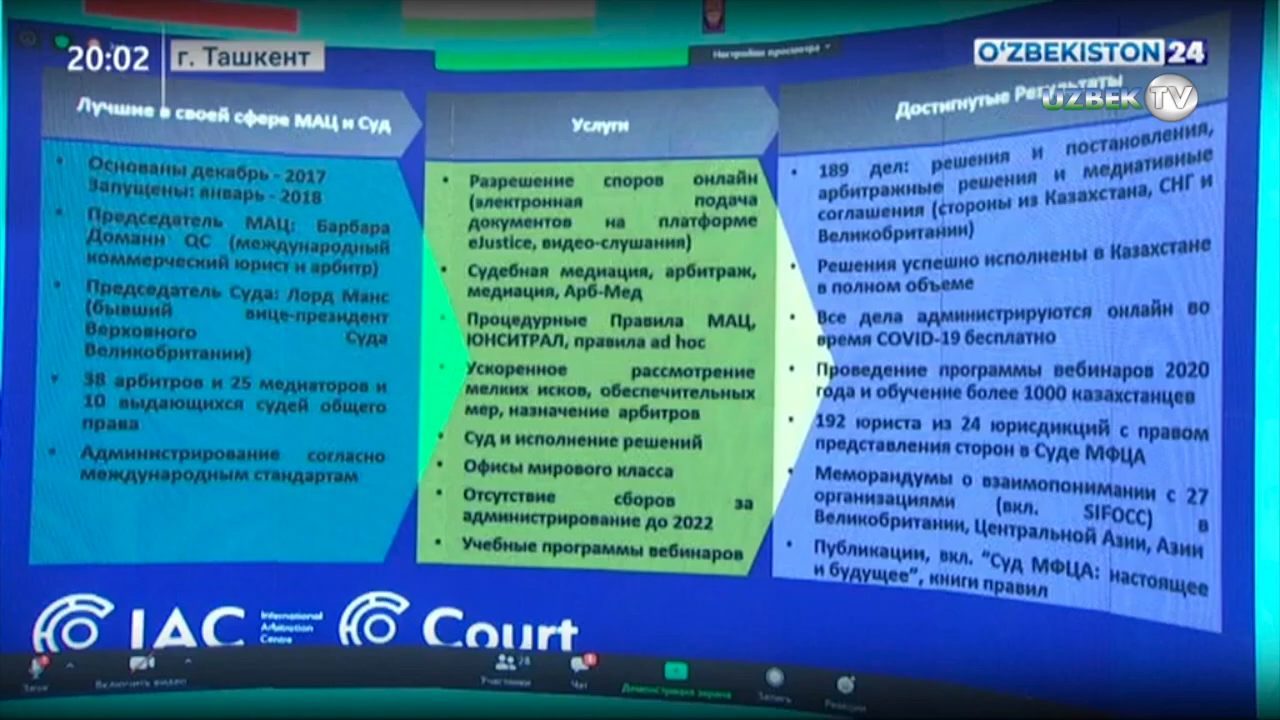 20:02
г. Ташкент
O‘ZBEKISTON 24
UZBEK TV
Настройки просмотра
Лучшие в своей сфере МАЦ и Суд
• Основаны декабрь - 2017
Запущены: январь - 2018
• Председатель МАЦ: Барбара
Доманн QC (международный
коммерческий юрист и арбитр)
• Председатель Суда: Лорд Манс
(бывший вице-президент
Верховного Суда
Великобритании)
• 38 арбитров и 25 медиаторов и
10 выдающихся судей общего
права
• Администрирование согласно
международным стандартам
Услуги
• Разрешение споров онлайн
(электронная подача
документов на платформе
eJustice, видео-слушания)
• Судебная медиация, арбитраж,
медиация, Арб-Мед
• Процедурные Правила МАЦ,
ЮНСИТРАЛ, правила ad hoc
• Ускоренное рассмотрение
мелких исков, обеспечительных
мер, назначение арбитров
• Суд и исполнение решений
• Офисы мирового класса
• Отсутствие сборов за
администрирование до 2022
• Учебные программы вебинаров
Достигнутые Результаты
• 189 дел: решения и постановления,
арбитражные решения и медиативные
соглашения (стороны из Казахстана, СНГ и
Великобритании)
• Решения успешно исполнены в Казахстане
в полном объеме
• Все дела администрируются онлайн во
время COVID-19 бесплатно
• Проведение программы вебинаров 2020
года и обучение более 1000 казахстанцев
• 192 юриста из 24 юрисдикций с правом
представления сторон в Суде МФЦА
• Меморандумы о взаимопонимании с 27
организациями (вкл. SIFOCC) в
Великобритании, Центральной Азии, Азии
• Публикации, вкл. “Суд МФЦА: настоящее
и будущее”, книги правил
IAC
International
Arbitration
Centre
Court
Звук
Включить видео
Участники
Чат
Демонстрация экрана
Запись
Реакции